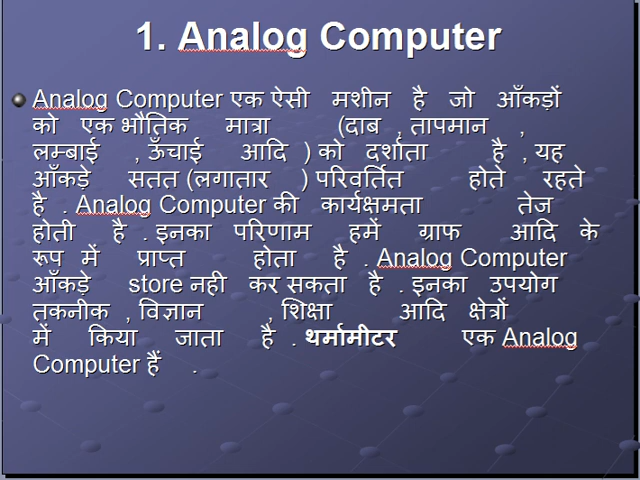 1. Analog Computer
Analog Computer एक ऐसी मशीन है जो आँकड़ों
को एक भौतिक मात्रा (दाब , तापमान ,
लम्बाई , ऊँचाई आदि ) को दर्शाता है , यह
आँकड़े सतत (लगातार ) परिवर्तित होते रहते
है . Analog Computer की कार्यक्षमता तेज
होती है . इनका परिणाम हमें ग्राफ आदि के
रूप में प्राप्त होता है . Analog Computer
आँकड़े store नही कर सकता है . इनका उपयोग
तकनीक , विज्ञान , शिक्षा आदि क्षेत्रों
में किया जाता है . थर्मामीटर एक Analog
Computer हैं .